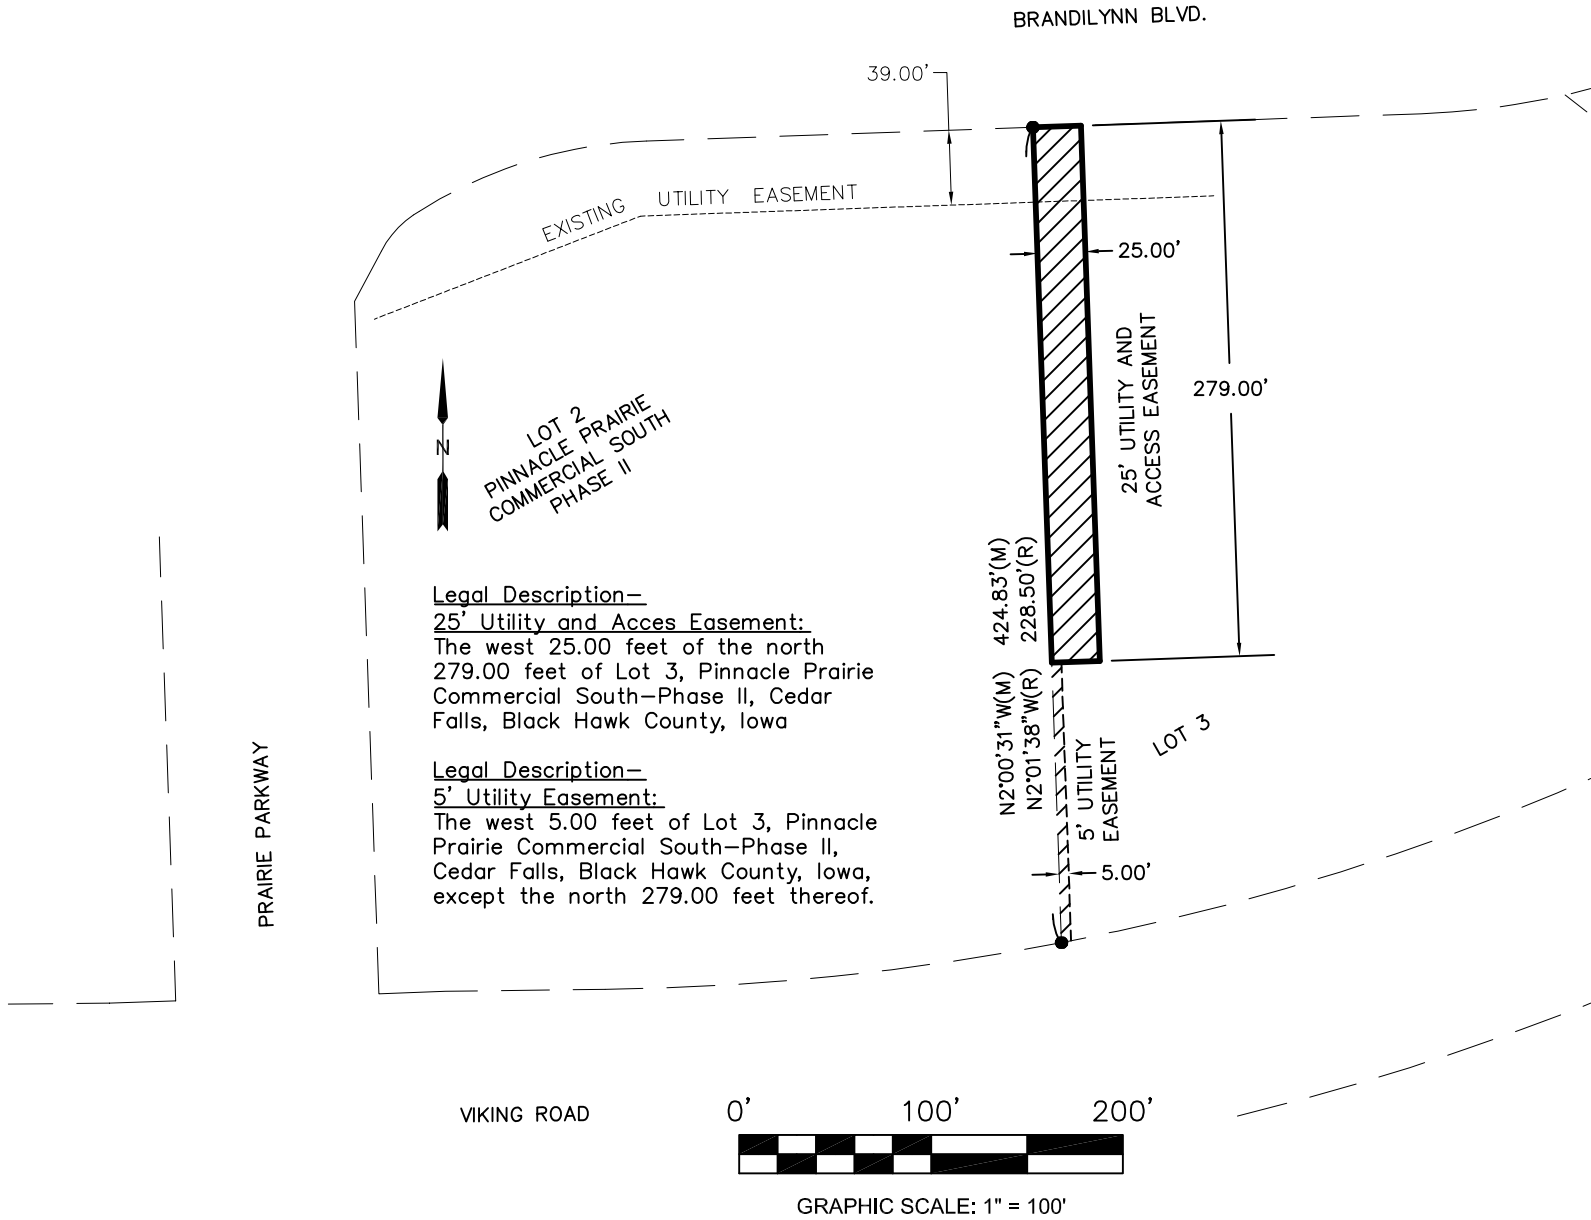 BRANDILYNN BLVD.
39.00'
EXISTING UTILITY EASEMENT
25.00'
25' UTILITY AND
ACCESS EASEMENT
279.00'
N
LOT 2
PINNACLE PRAIRIE
COMMERCIAL SOUTH
PHASE II
424.83'(M)
228.50'(R)
Legal Description–
25' Utility and Acces Easement:
The west 25.00 feet of the north
279.00 feet of Lot 3, Pinnacle Prairie
Commercial South–Phase II, Cedar
Falls, Black Hawk County, Iowa
N2°00'31"W(M)
N2°01'38"W(R)
LOT 3
5' UTILITY
EASEMENT
PRAIRIE PARKWAY
Legal Description–
5' Utility Easement:
The west 5.00 feet of Lot 3, Pinnacle
Prairie Commercial South–Phase II,
Cedar Falls, Black Hawk County, Iowa,
except the north 279.00 feet thereof.
5.00'
VIKING ROAD
0' 100' 200'
GRAPHIC SCALE: 1" = 100'